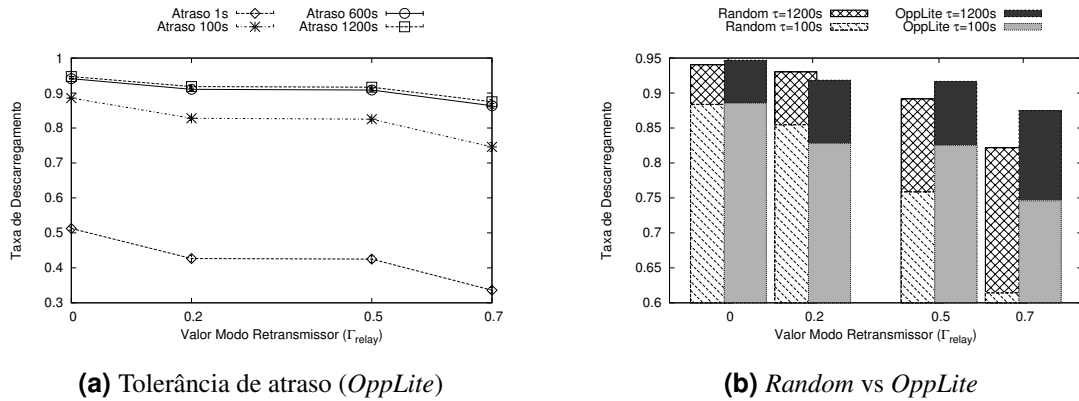 Atraso 1s
Atraso 100s
Atraso 600s
Atraso 1200s
Taxa de Descarregamento
1
0.9
0.8
0.7
0.6
0.5
0.4
0.3
0 0.2 0.5 0.7
Valor Modo Retransmissor (Γrelay)
(a) Tolerância de atraso (OppLite)
Random τ=1200s
Random τ=100s
OppLite τ=1200s
OppLite τ=100s
Taxa de Descarregamento
0.95
0.9
0.85
0.8
0.75
0.7
0.65
0.6
0 0.2 0.5 0.7
Valor Modo Retransmissor (Γrelay)
(b) Random vs OppLite